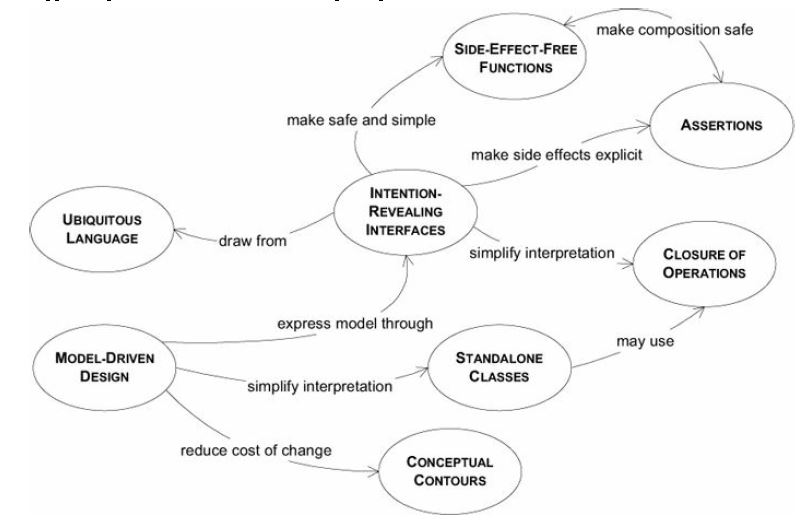 make composition safe
SIDE-EFFECT-FREE
FUNCTIONS
ASSERTIONS
make safe and simple
make side effects explicit
INTENTION-
REVEALING
INTERFACES
UBIQUITOUS
LANGUAGE
draw from
simplify interpretation
CLOSURE OF
OPERATIONS
express model through
MODEL-DRIVEN
DESIGN
simplify interpretation
STANDALONE
CLASSES
may use
reduce cost of change
CONCEPTUAL
CONTOURS